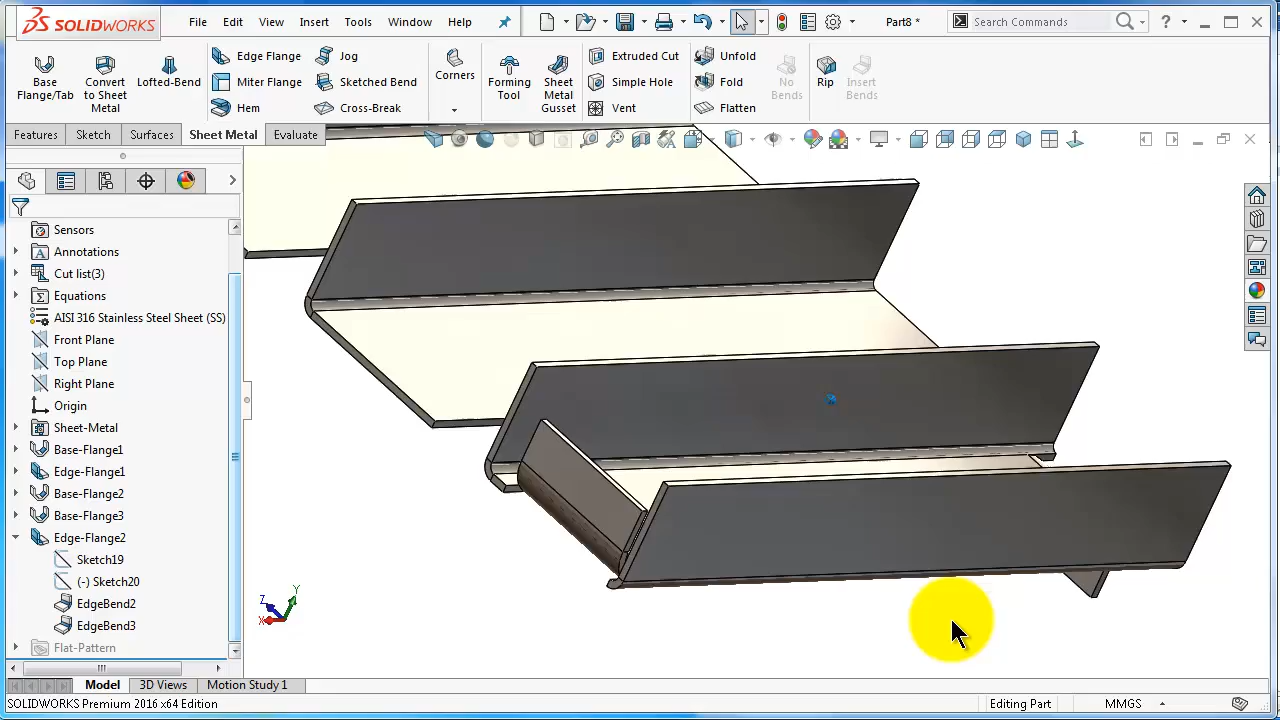 SOLIDWORKS
File Edit View Insert Tools Window Help
Part8 *
Search Commands
?
Base Flange/Tab
Convert to Sheet Metal
Lofted-Bend
Edge Flange
Miter Flange
Hem
Jog
Sketched Bend
Cross-Break
Corners
Forming Tool
Sheet Metal Gusset
Extruded Cut
Simple Hole
Vent
Unfold
Fold
Flatten
No Bends
Rip
Insert Bends
Features Sketch Surfaces Sheet Metal Evaluate
Sensors
Annotations
Cut list(3)
Equations
AISI 316 Stainless Steel Sheet (SS)
Front Plane
Top Plane
Right Plane
Origin
Sheet-Metal
Base-Flange1
Edge-Flange1
Base-Flange2
Base-Flange3
Edge-Flange2
Sketch19
(-) Sketch20
EdgeBend2
EdgeBend3
Flat-Pattern
Y
Z
X
Model 3D Views Motion Study 1
SOLIDWORKS Premium 2016 x64 Edition
Editing Part
MMGS